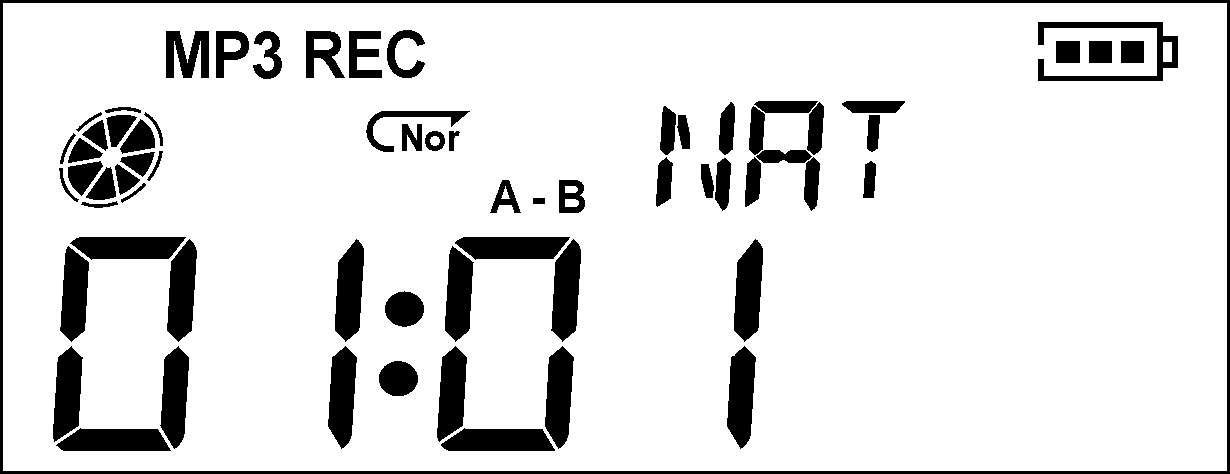 MP3 REC
Nor
NAT
A - B
01:01